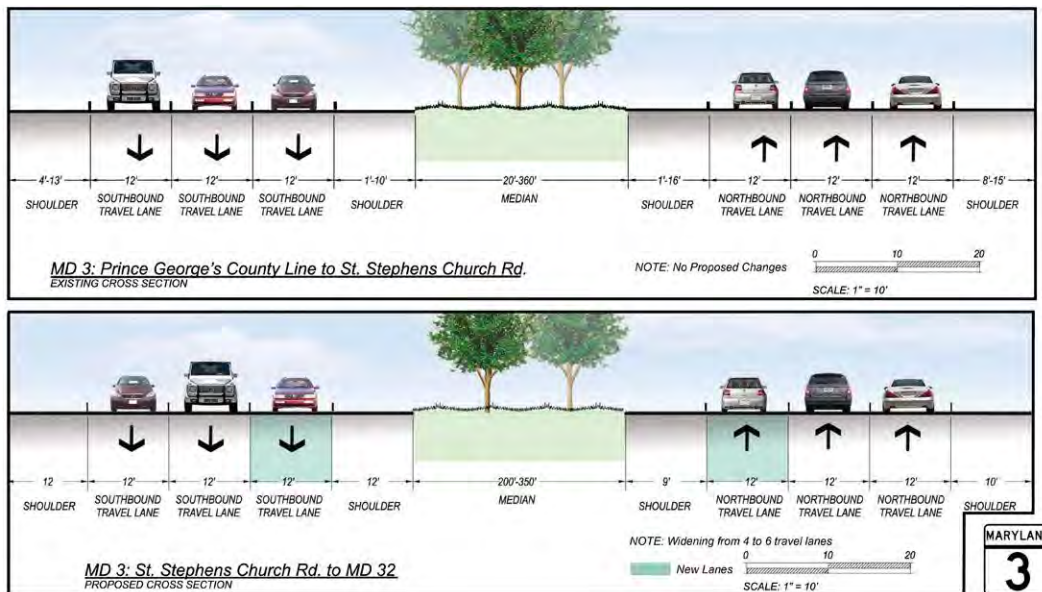 4'-13' 12' 12' 12' 1'-10' 20'-360' 1'-16' 12' 12' 12' 8'-15'
SHOULDER SOUTHBOUND TRAVEL LANE SOUTHBOUND TRAVEL LANE SOUTHBOUND TRAVEL LANE SHOULDER MEDIAN SHOULDER NORTHBOUND TRAVEL LANE NORTHBOUND TRAVEL LANE NORTHBOUND TRAVEL LANE SHOULDER
MD 3: Prince George's County Line to St. Stephens Church Rd.
EXISTING CROSS SECTION
NOTE: No Proposed Changes
0 10 20
SCALE: 1" = 10'
12 12' 12' 12' 12' 200'-350' 9' 12' 12' 12' 10'
SHOULDER SOUTHBOUND TRAVEL LANE SOUTHBOUND TRAVEL LANE SOUTHBOUND TRAVEL LANE SHOULDER MEDIAN SHOULDER NORTHBOUND TRAVEL LANE NORTHBOUND TRAVEL LANE NORTHBOUND TRAVEL LANE SHOULDER
MD 3: St. Stephens Church Rd. to MD 32
PROPOSED CROSS SECTION
NOTE: Widening from 4 to 6 travel lanes
New Lanes
0 10 20
SCALE: 1" = 10'
MARYLAN
3